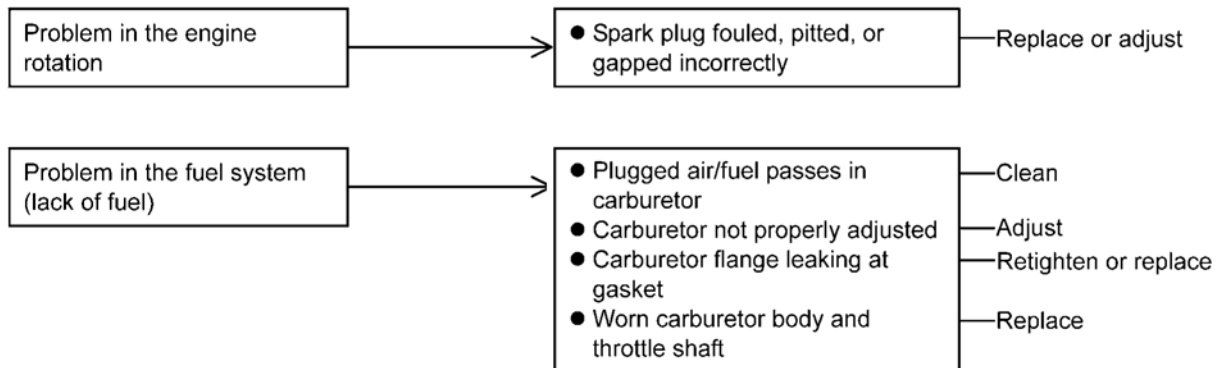 Problem in the engine
rotation
● Spark plug fouled, pitted, or
gapped incorrectly
Replace or adjust
Problem in the fuel system
(lack of fuel)
● Plugged air/fuel passes in
carburetor
Clean
● Carburetor not properly adjusted
Adjust
● Carburetor flange leaking at
gasket
Retighten or replace
● Worn carburetor body and
throttle shaft
Replace